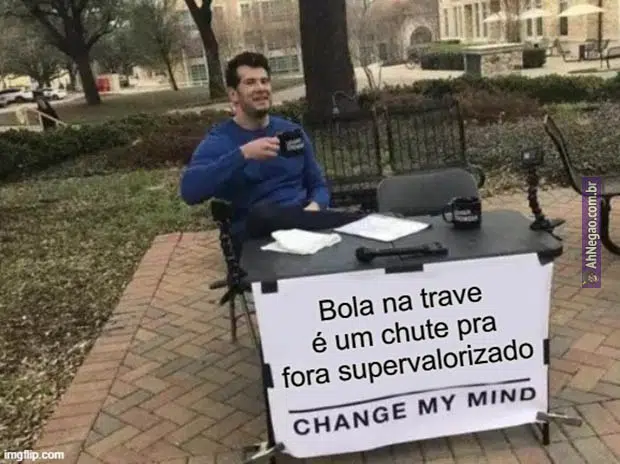 Bola na trave
é um chute pra
fora supervalorizado
CHANGE MY MIND
AhNegao.com.br
imgflip.com